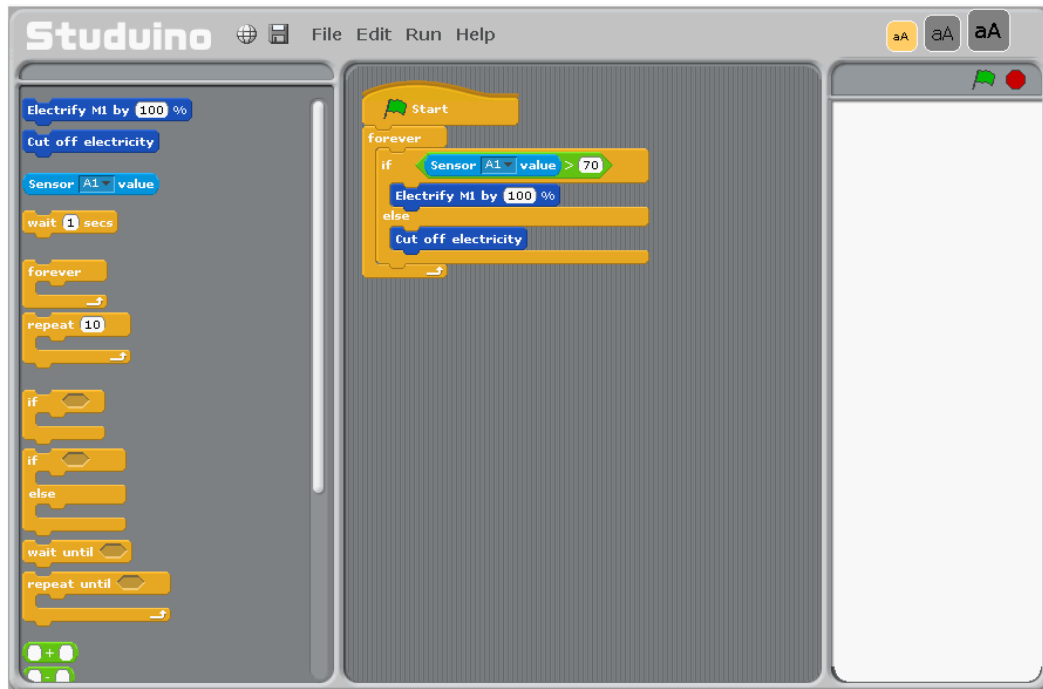 Studuino File Edit Run Help aA aA aA
Electrify M1 by 100 %
Cut off electricity
Sensor A1 value
wait 1 secs
forever
repeat 10
if
if
else
wait until
repeat until
+
-
Start
forever
if Sensor A1 value > 70
Electrify M1 by 100 %
else
Cut off electricity